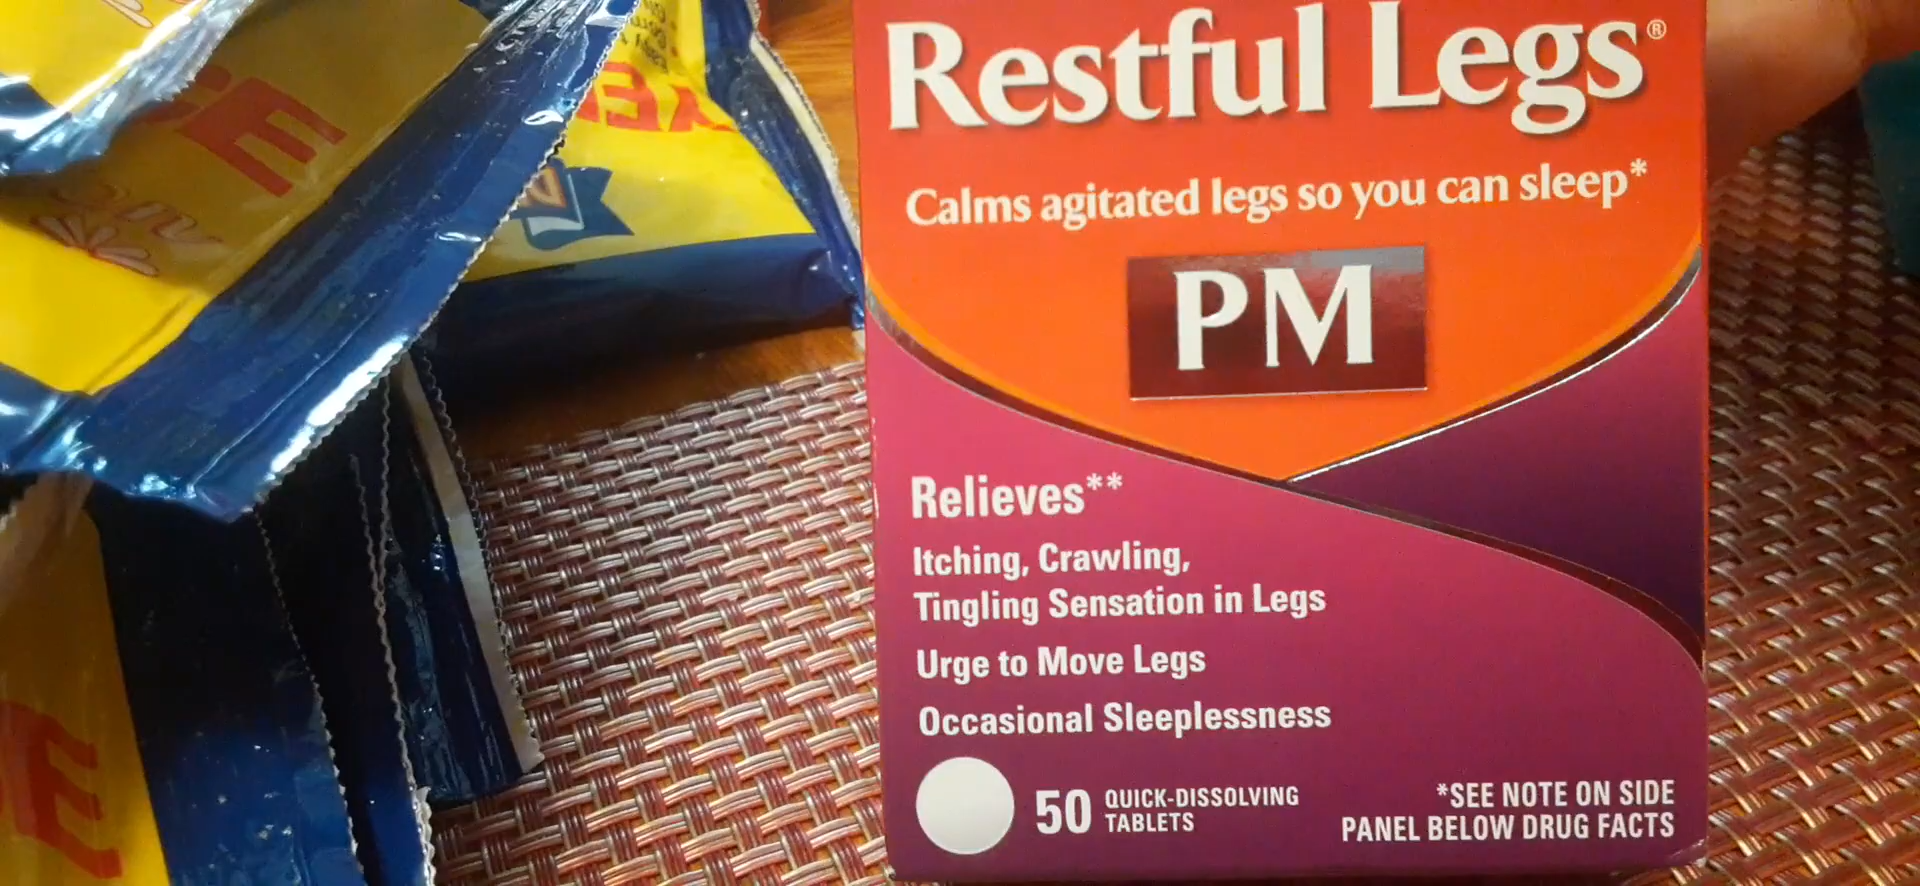 Restful Legs®
Calms agitated legs so you can sleep*
PM
Relieves**
Itching, Crawling,
Tingling Sensation in Legs
Urge to Move Legs
Occasional Sleeplessness
50 QUICK-DISSOLVING
TABLETS
*SEE NOTE ON SIDE
PANEL BELOW DRUG FACTS